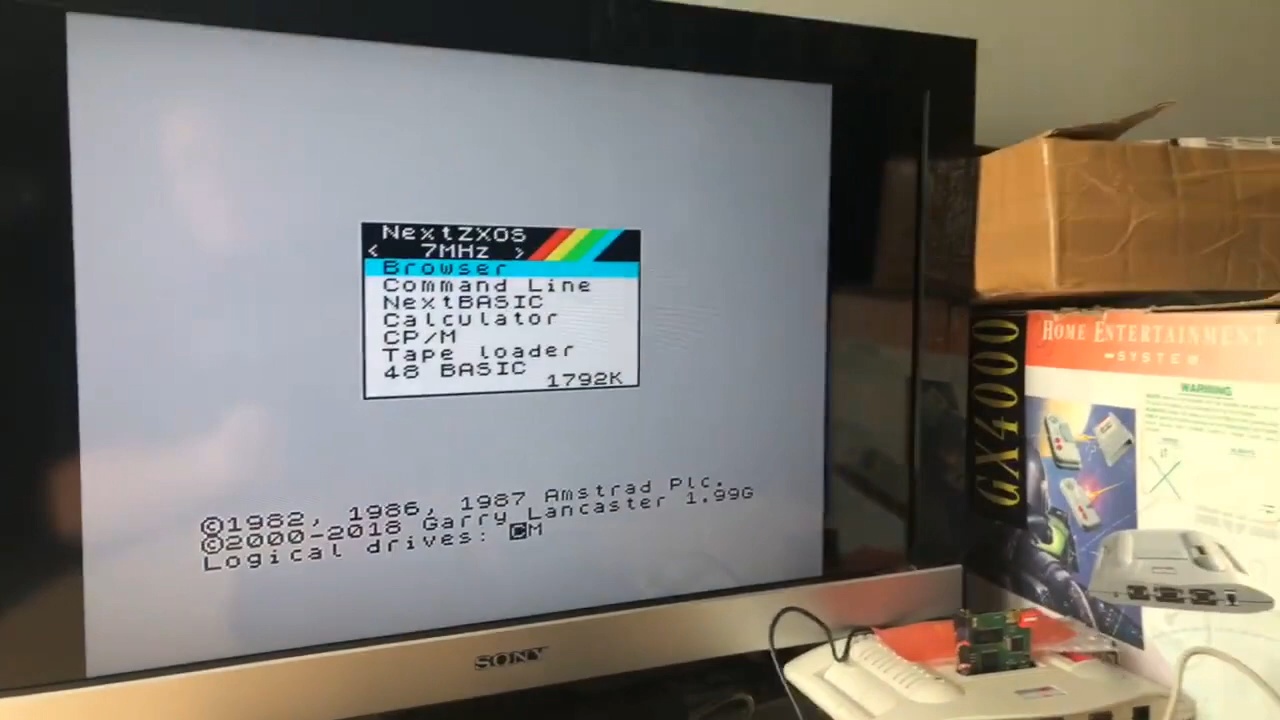 NextZXOS
< 7MHz >
Browser
Command Line
NextBASIC
Calculator
CP/M
Tape loader
48 BASIC
1792K
©1982, 1986, 1987 Amstrad Plc.
©2000-2018 Garry Lancaster 1.99G
Logical drives: CM
SONY
GX4000
HOME ENTERTAINMENT
SYSTEM
WARNING